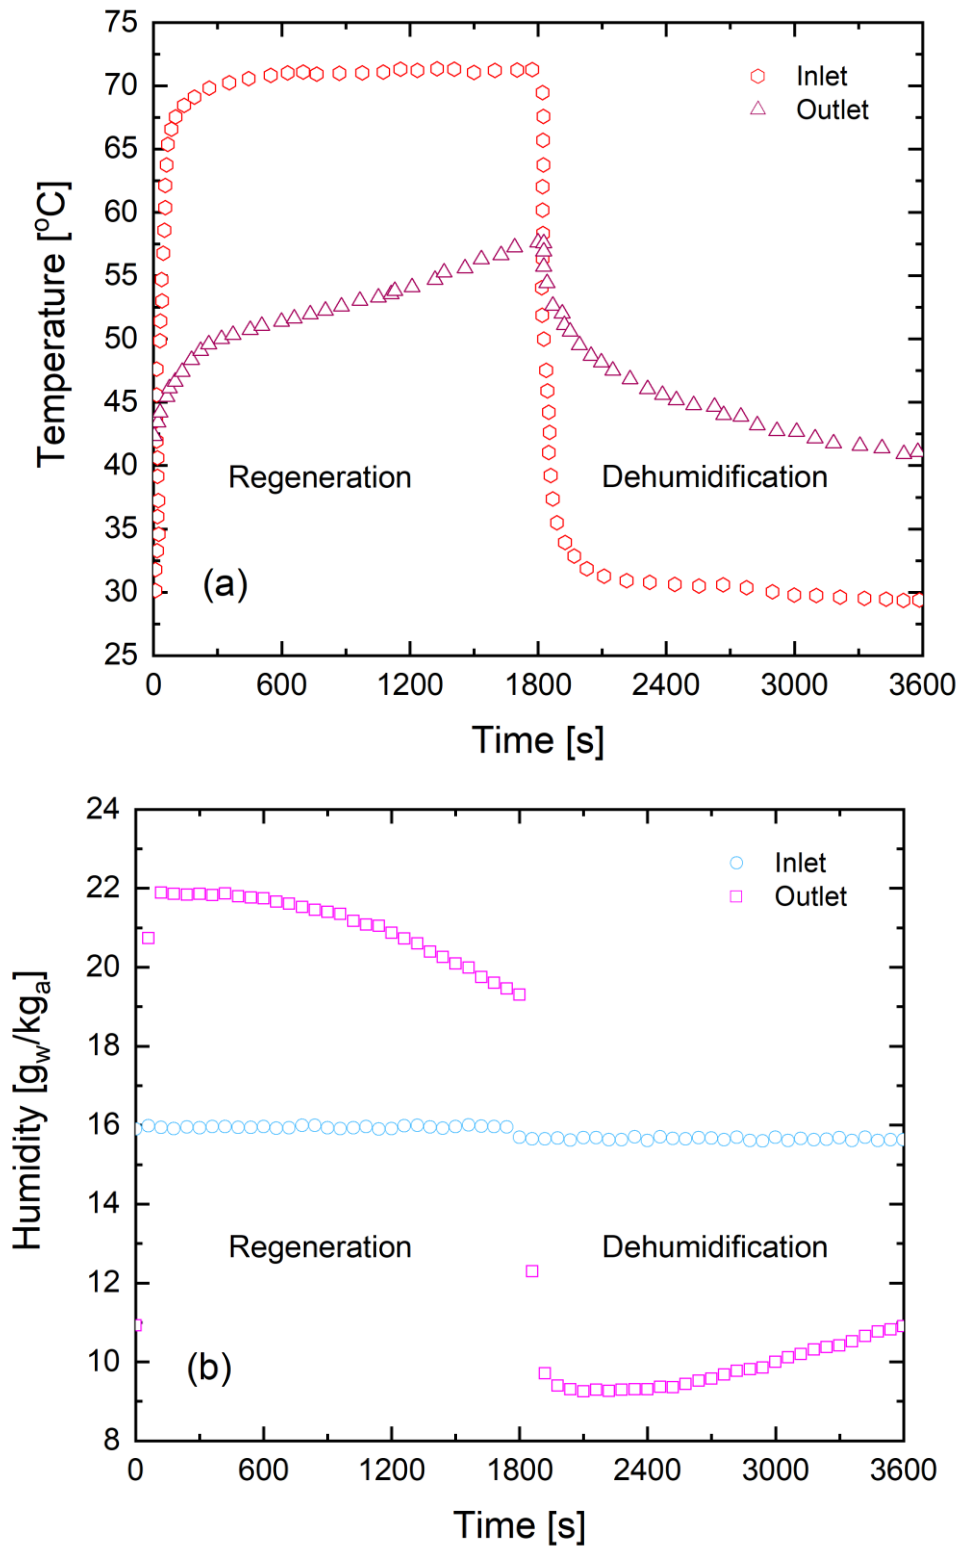 75
70
65
60
55
50
45
40
35
30
25
Temperature [°C]
Inlet
Outlet
Regeneration
Dehumidification
(a)
0
600
1200
1800
2400
3000
3600
Time [s]
24
22
20
18
16
14
12
10
8
Humidity [gw/kga]
Inlet
Outlet
Regeneration
Dehumidification
(b)
0
600
1200
1800
2400
3000
3600
Time [s]